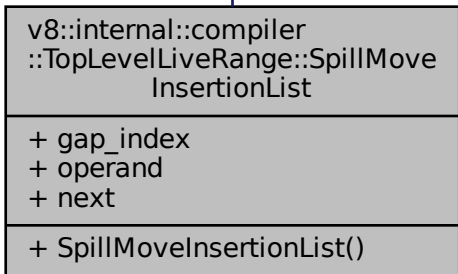 v8::internal::compiler
::TopLevelLiveRange::SpillMove
InsertionList
+ gap_index
+ operand
+ next
+ SpillMoveInsertionList()